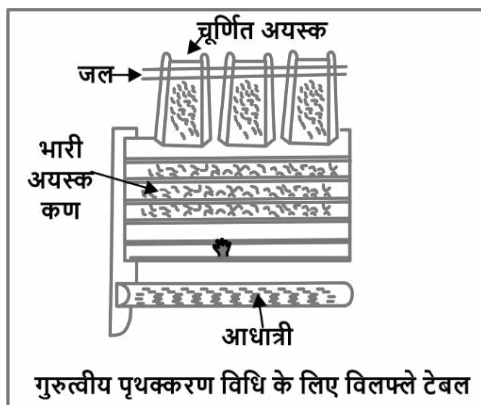 चूर्णित अयस्क
जल
भारी
अयस्क
कण
आधात्री
गुरुत्वीय पृथक्करण विधि के लिए विलफ्ले टेबल